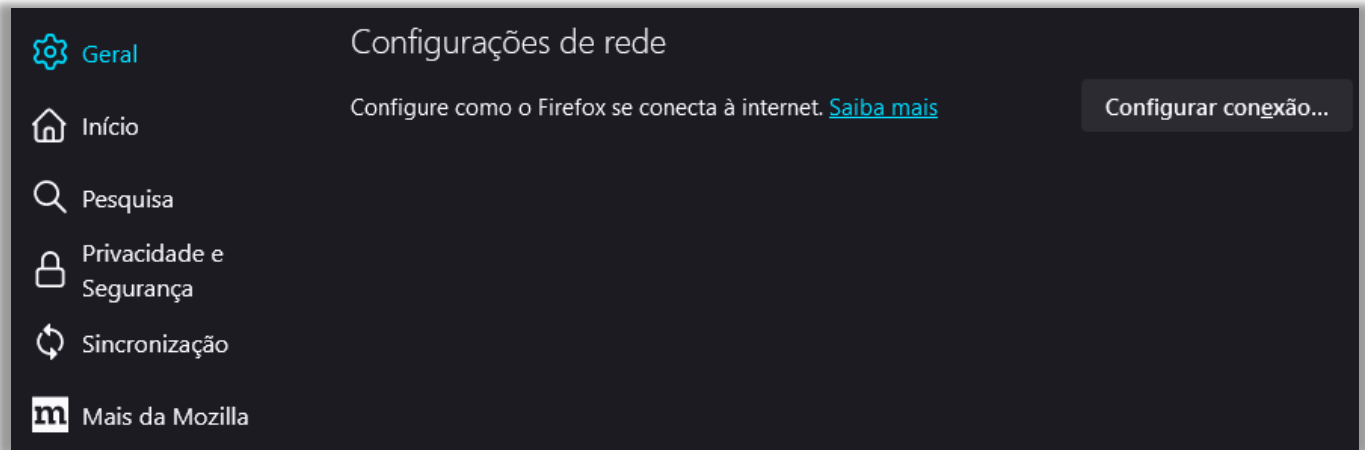 Geral
Início
Pesquisa
Privacidade e
Segurança
Sincronização
m Mais da Mozilla
Configurações de rede
Configure como o Firefox se conecta à internet. Saiba mais
Configurar conexão...